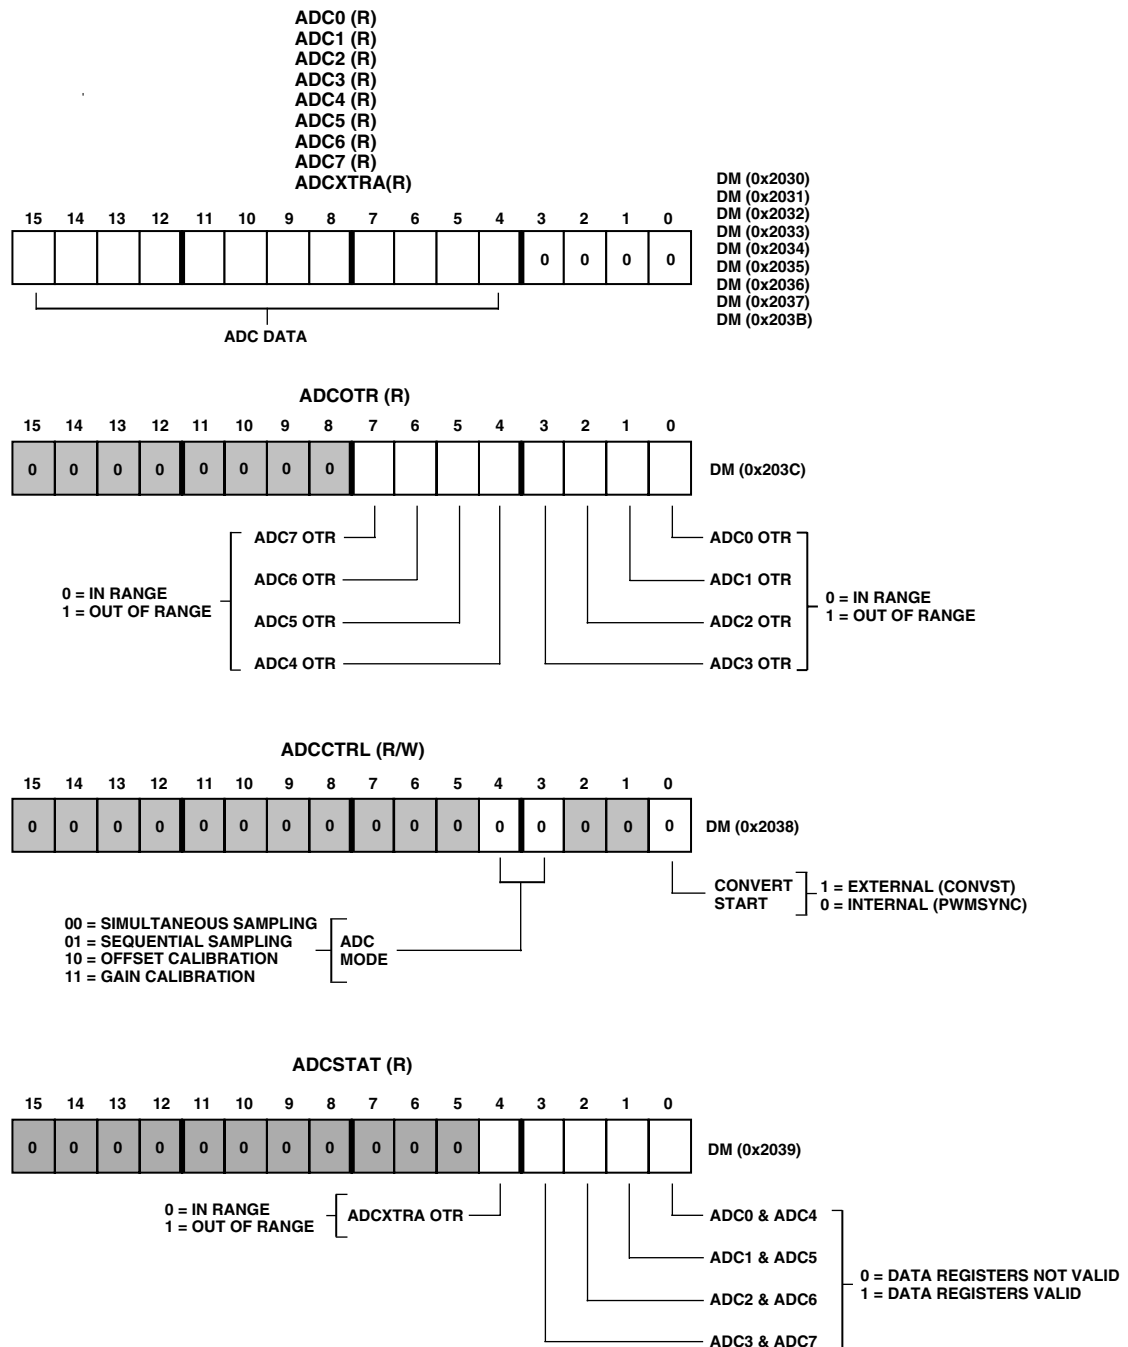 ADC0 (R)
ADC1 (R)
ADC2 (R)
ADC3 (R)
ADC4 (R)
ADC5 (R)
ADC6 (R)
ADC7 (R)
ADCXTRA(R)
DM (0x2030)
DM (0x2031)
DM (0x2032)
DM (0x2033)
DM (0x2034)
DM (0x2035)
DM (0x2036)
DM (0x2037)
DM (0x203B)
15 14 13 12 11 10 9 8 7 6 5 4 3 2 1 0
0 0 0 0
ADC DATA
ADCOTR (R)
15 14 13 12 11 10 9 8 7 6 5 4 3 2 1 0
0 0 0 0 0 0 0 0
DM (0x203C)
ADC7 OTR
ADC6 OTR
ADC5 OTR
ADC4 OTR
0 = IN RANGE
1 = OUT OF RANGE
ADC0 OTR
ADC1 OTR
ADC2 OTR
ADC3 OTR
0 = IN RANGE
1 = OUT OF RANGE
ADCCTRL (R/W)
15 14 13 12 11 10 9 8 7 6 5 4 3 2 1 0
0 0 0 0 0 0 0 0 0 0 0 0 0 0 0 0
DM (0x2038)
CONVERT
START
1 = EXTERNAL (CONVST)
0 = INTERNAL (PWMSYNC)
00 = SIMULTANEOUS SAMPLING
01 = SEQUENTIAL SAMPLING
10 = OFFSET CALIBRATION
11 = GAIN CALIBRATION
ADC
MODE
ADCSTAT (R)
15 14 13 12 11 10 9 8 7 6 5 4 3 2 1 0
0 0 0 0 0 0 0 0 0 0 0
DM (0x2039)
0 = IN RANGE
1 = OUT OF RANGE
ADCXTRA OTR
ADC0 & ADC4
ADC1 & ADC5
ADC2 & ADC6
ADC3 & ADC7
0 = DATA REGISTERS NOT VALID
1 = DATA REGISTERS VALID